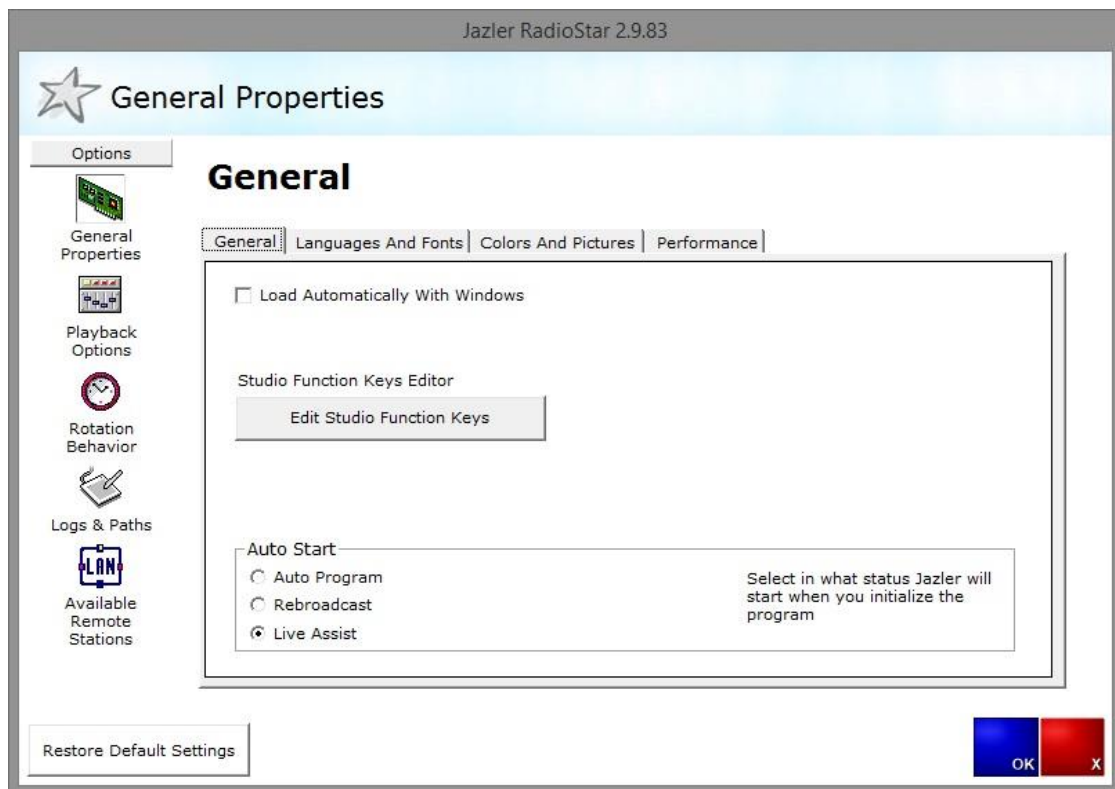 Jazler RadioStar 2.9.83
General Properties
Options
General
Properties
Playback
Options
Rotation
Behavior
Logs & Paths
LAN
Available
Remote
Stations
General
General
Languages And Fonts
Colors And Pictures
Performance
Load Automatically With Windows
Studio Function Keys Editor
Edit Studio Function Keys
Auto Start
Auto Program
Rebroadcast
Live Assist
Select in what status Jazler will
start when you initialize the
program
Restore Default Settings
OK
X